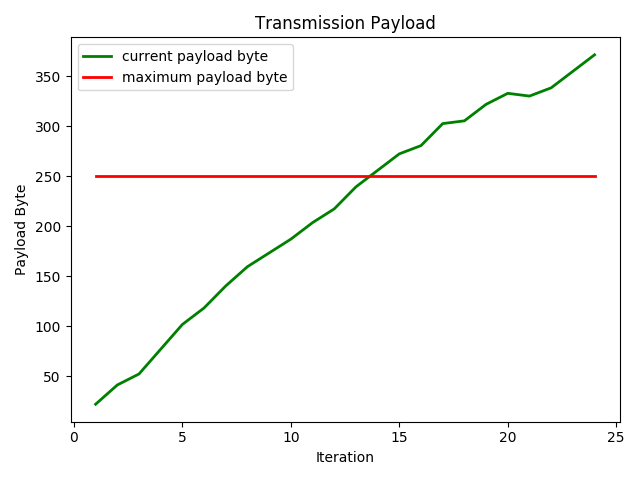 Transmission Payload
current payload byte
maximum payload byte
Payload Byte
350
300
250
200
150
100
50
0
5
10
15
20
25
Iteration